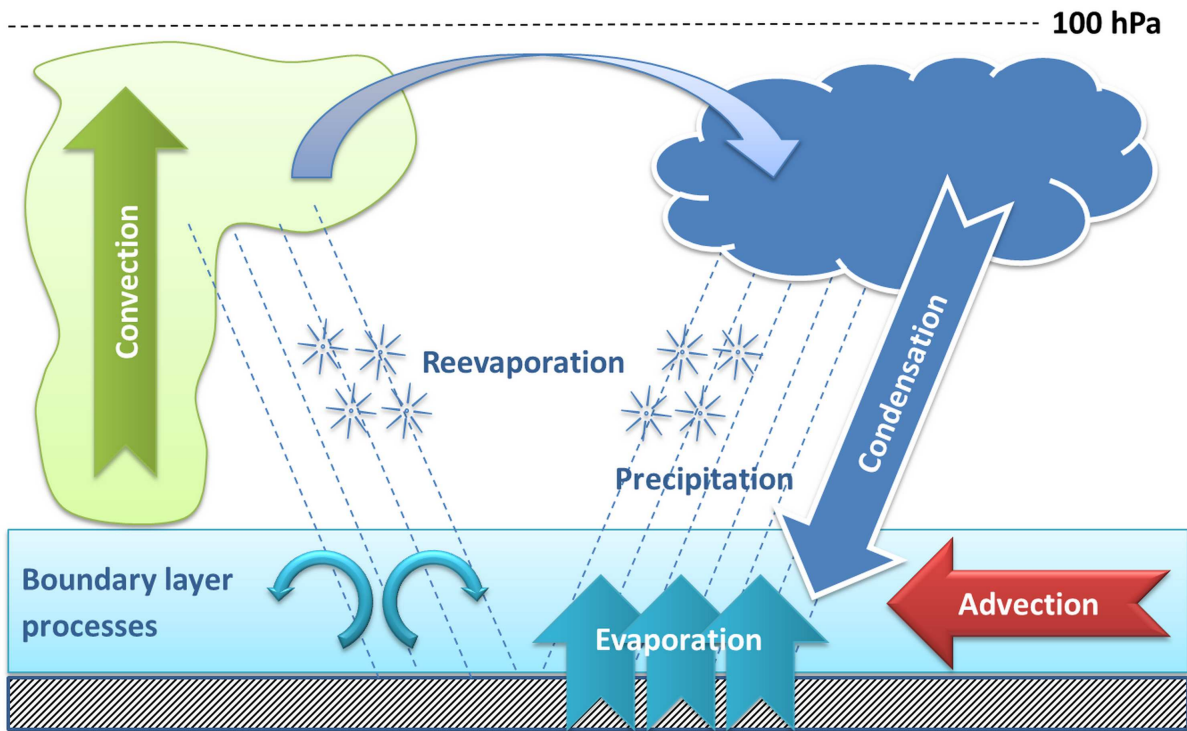 100 hPa
Convection
Reevaporation
Condensation
Precipitation
Boundary layer
processes
Evaporation
Advection